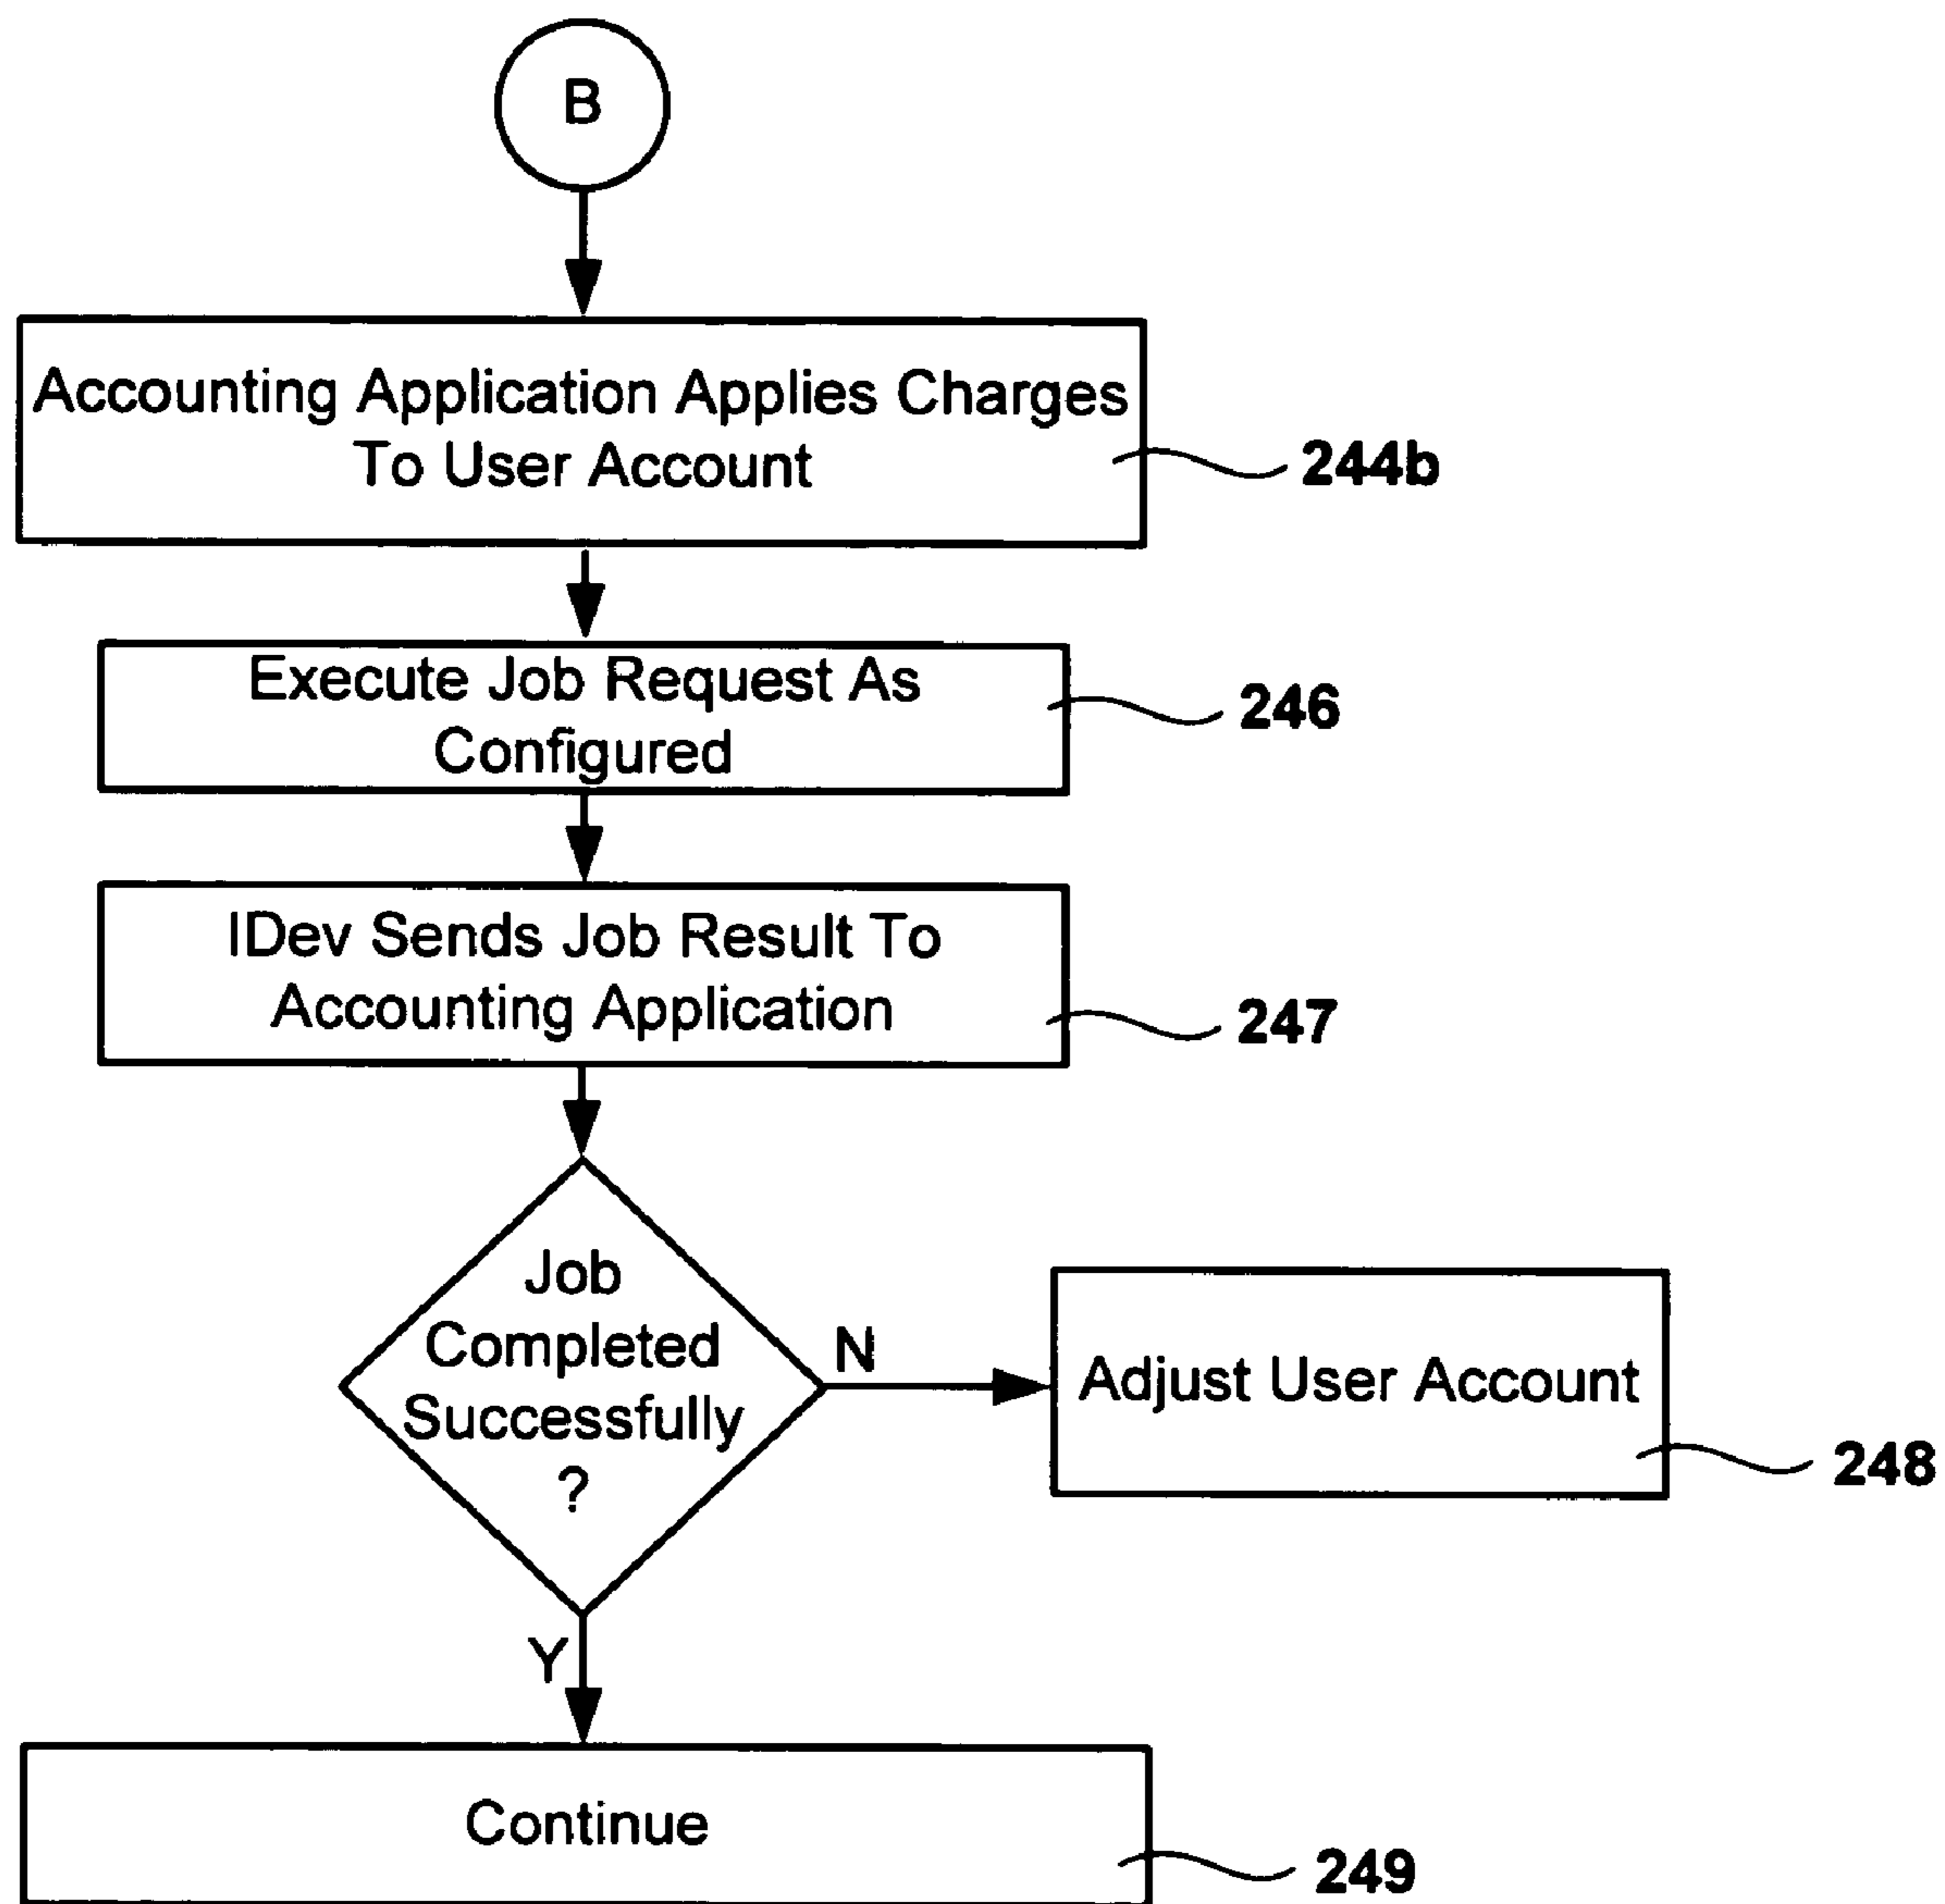 B
Accounting Application Applies Charges
To User Account
244b
Execute Job Request As
Configured
246
IDev Sends Job Result To
Accounting Application
247
Job
Completed
Successfully
?
N
Adjust User Account
248
Y
Continue
249